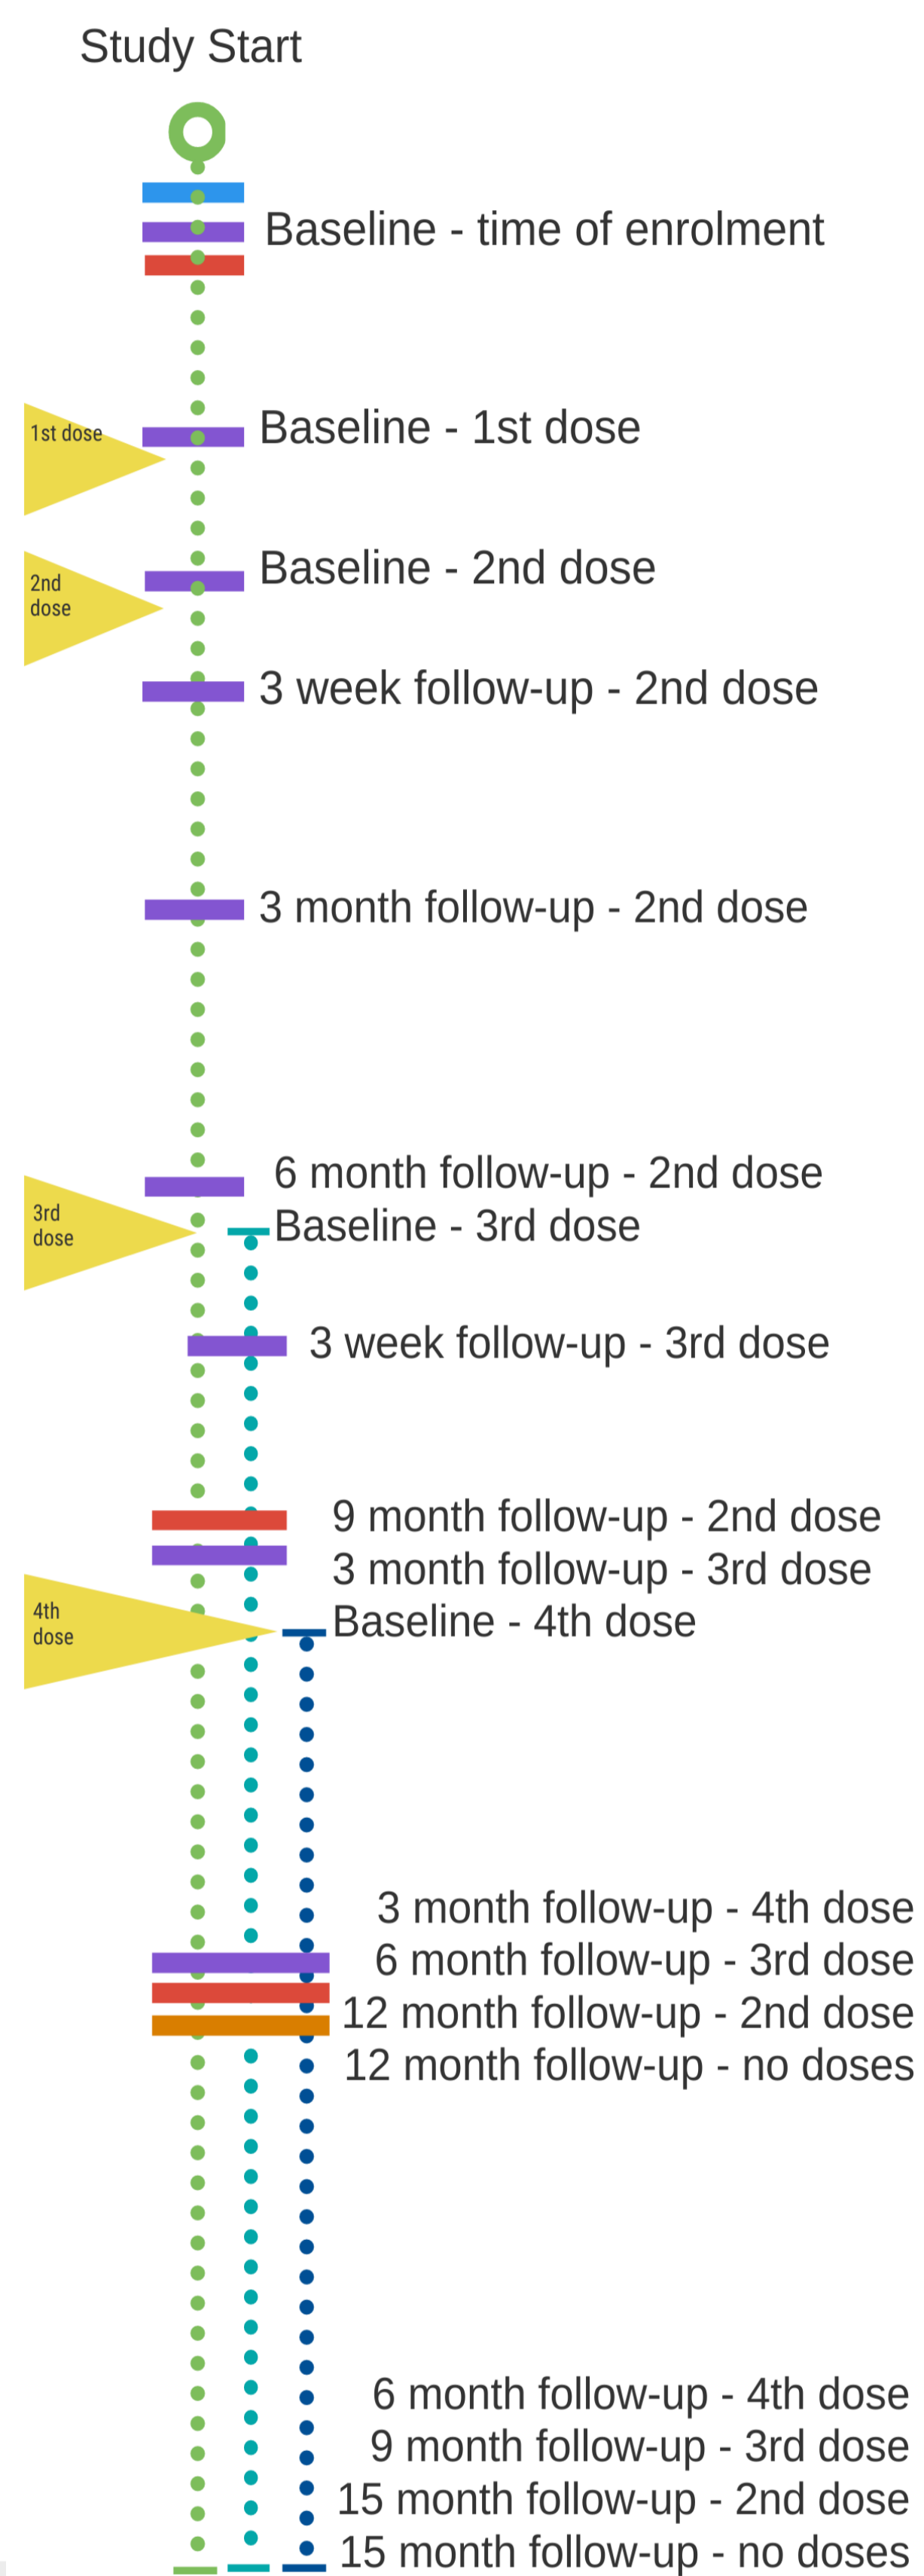 Study Start
Baseline - time of enrolment
1st dose
Baseline - 1st dose
2nd
dose
Baseline - 2nd dose
3 week follow-up - 2nd dose
3 month follow-up - 2nd dose
6 month follow-up - 2nd dose
3rd
dose
Baseline - 3rd dose
3 week follow-up - 3rd dose
9 month follow-up - 2nd dose
3 month follow-up - 3rd dose
4th
dose
Baseline - 4th dose
3 month follow-up - 4th dose
6 month follow-up - 3rd dose
12 month follow-up - 2nd dose
12 month follow-up - no doses
6 month follow-up - 4th dose
9 month follow-up - 3rd dose
15 month follow-up - 2nd dose
15 month follow-up - no doses